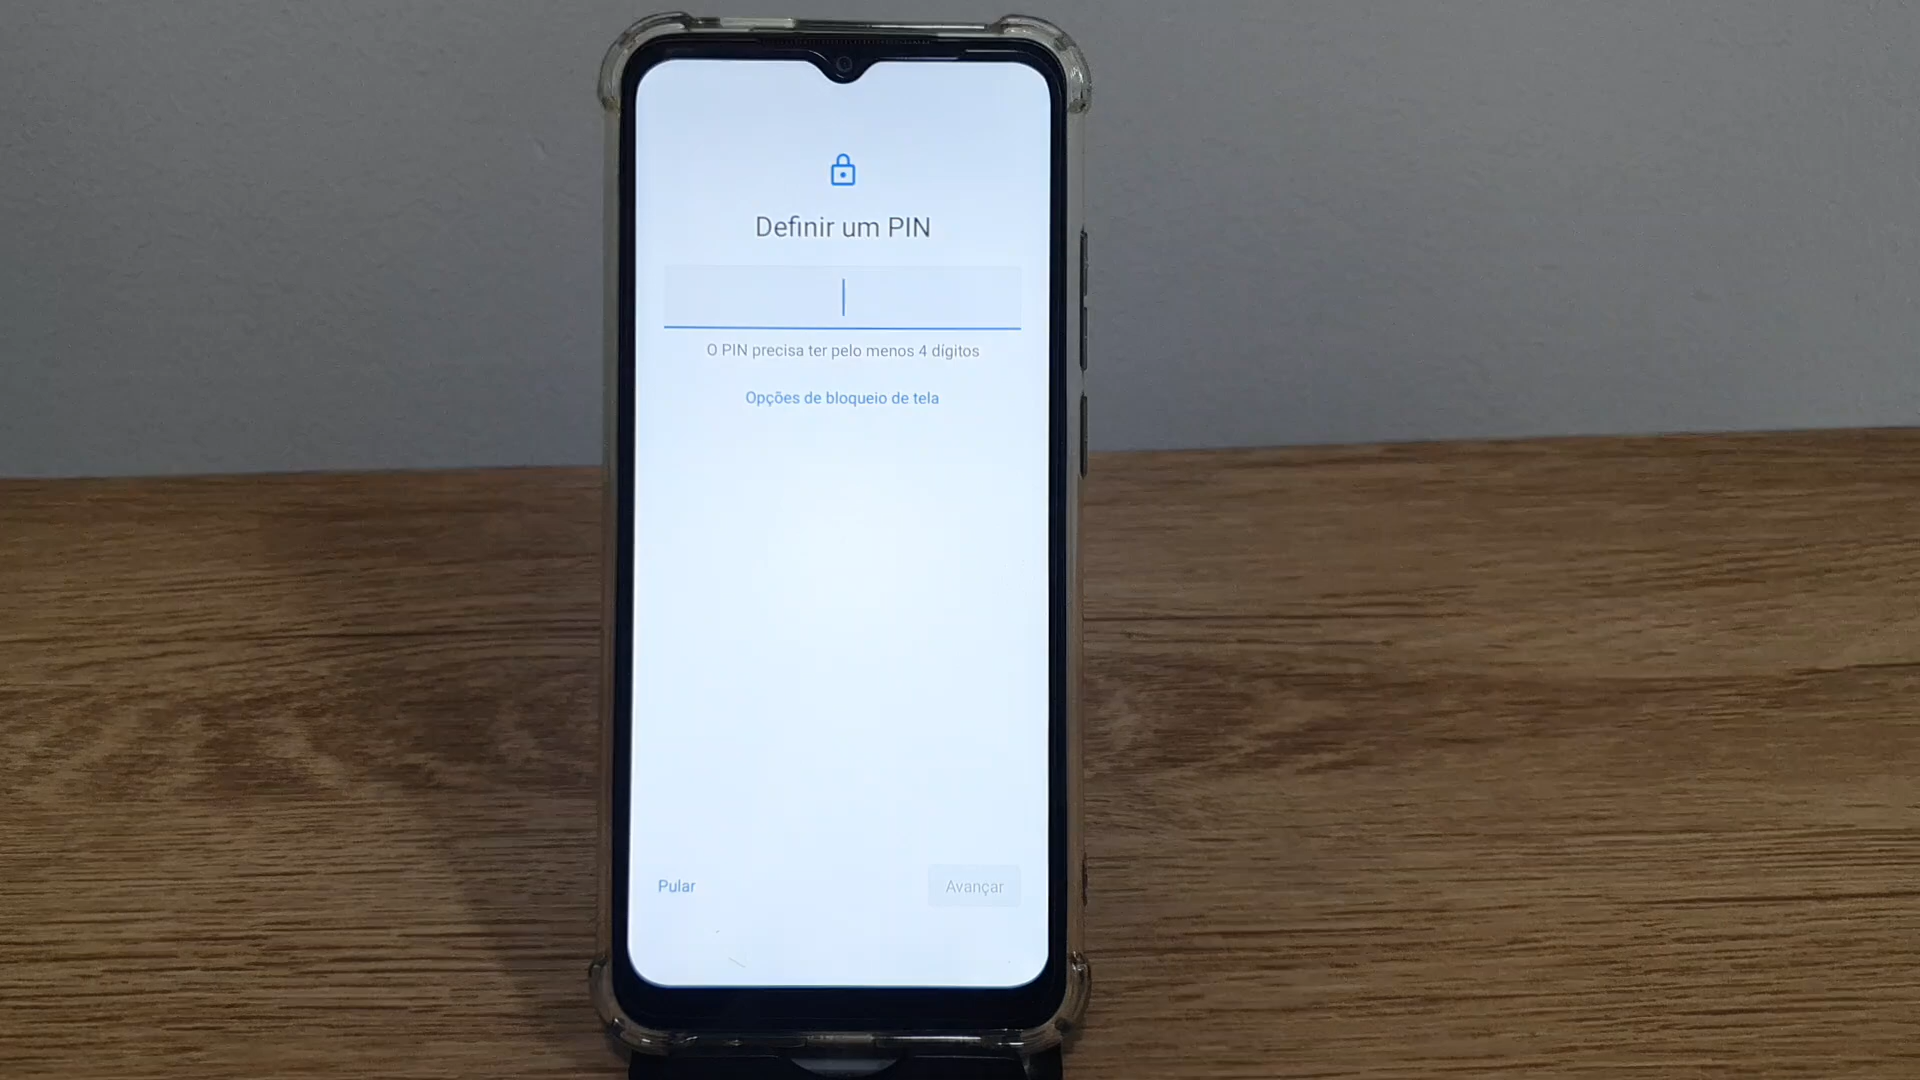 Definir um PIN
O PIN precisa ter pelo menos 4 dígitos
Opções de bloqueio de tela
Pular
Avançar